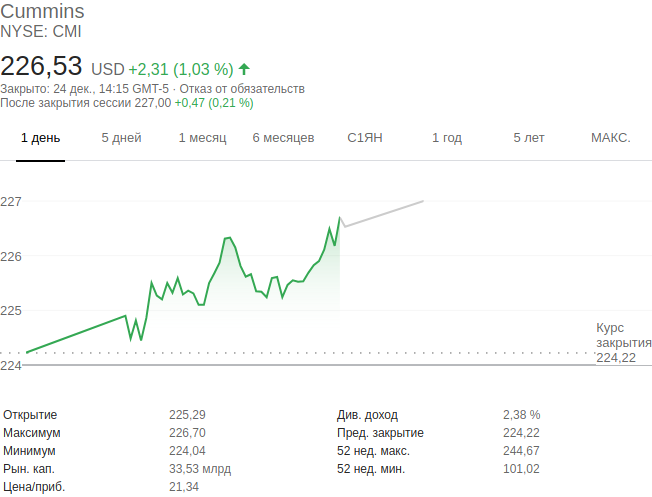 Cummins
NYSE: CMI
226,53 USD +2,31 (1,03 %)
Закрыто: 24 дек., 14:15 GMT-5 · Отказ от обязательств
После закрытия сессии 227,00 +0,47 (0,21 %)
1 день 5 дней 1 месяц 6 месяцев С1ЯН 1 год 5 лет МАКС.
227
226
225
Курс
закрытия
224,22
224
Открытие 225,29 Див. доход 2,38 %
Максимум 226,70 Пред. закрытие 224,22
Минимум 224,04 52 нед. макс. 244,67
Рын. кап. 33,53 млрд 52 нед. мин. 101,02
Цена/приб. 21,34